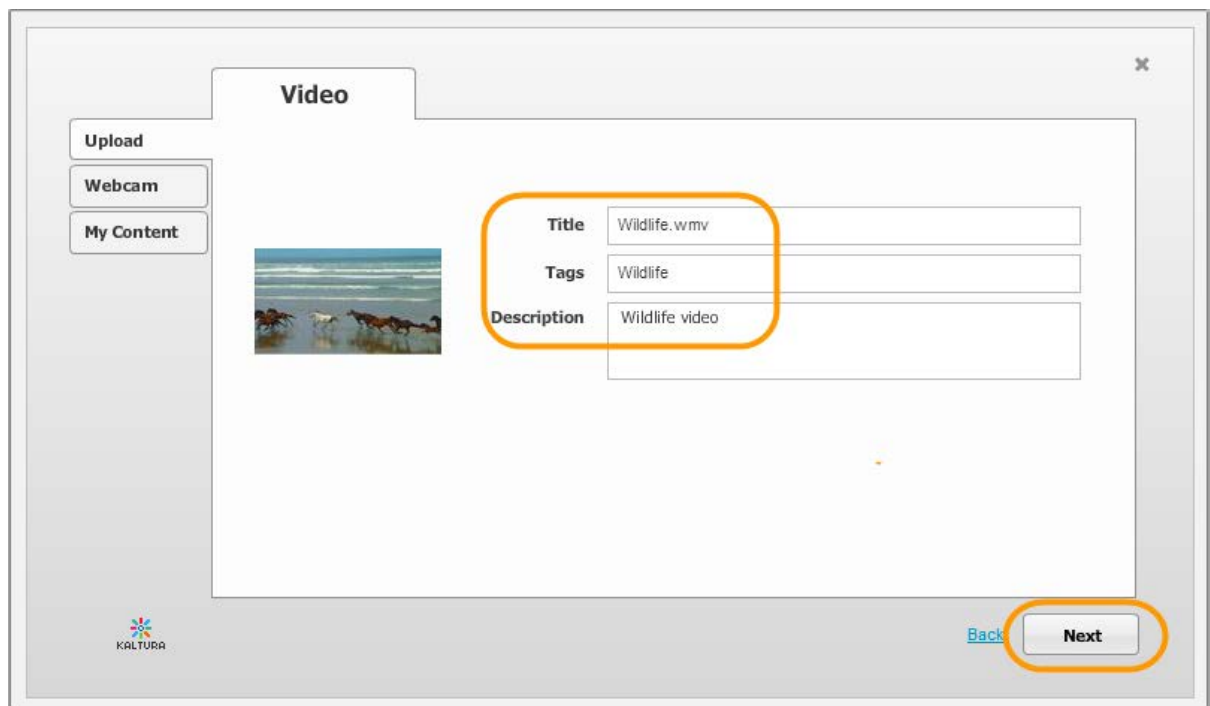 Video
Upload
Webcam
My Content
Title Wildlife.wmv
Tags Wildlife
Description Wildlife video
KALTURA
Back Next